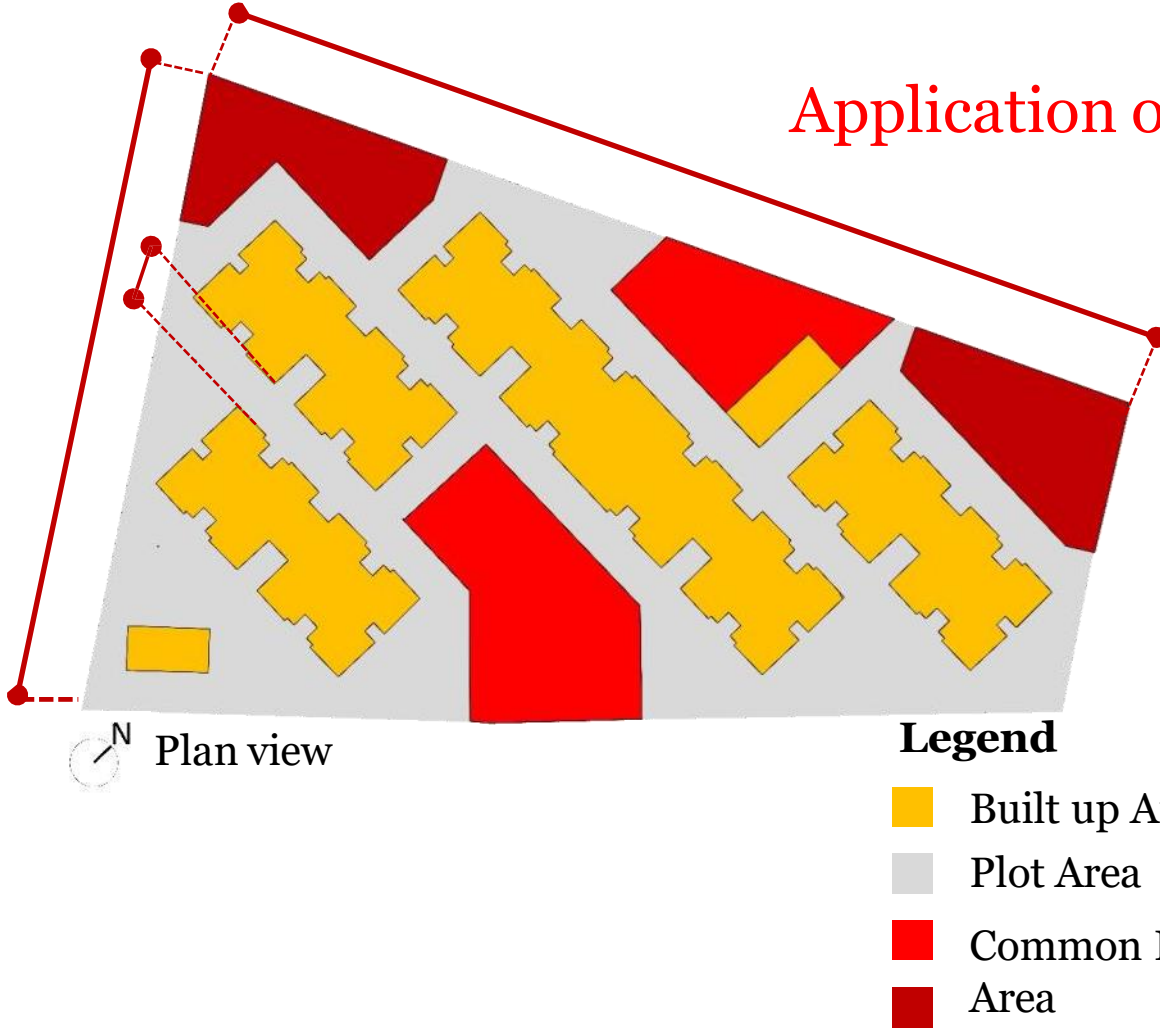 Application o
N
Plan view
Legend
Built up A
Plot Area
Common
Area